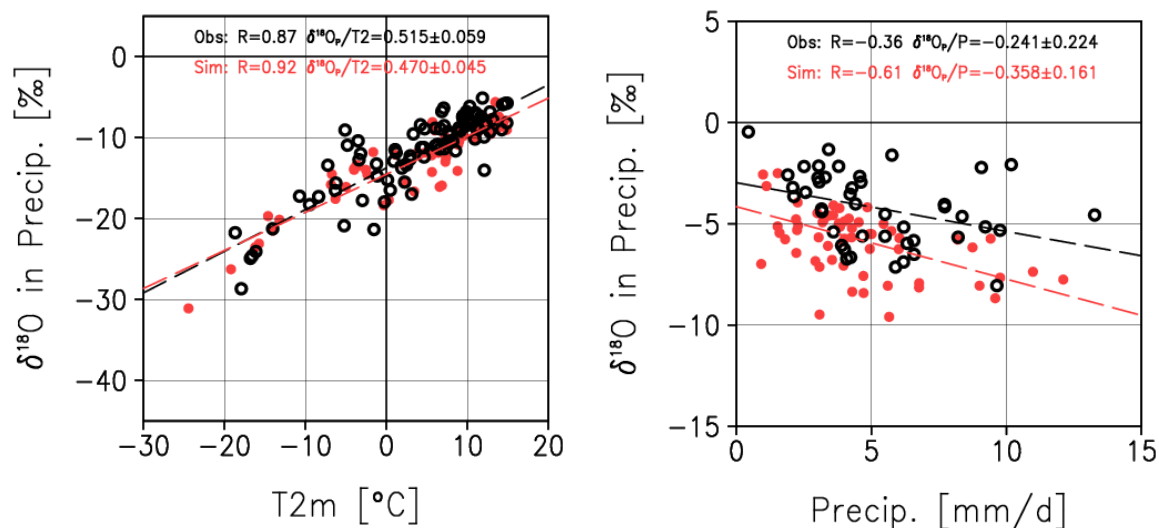 Obs: R=0.87 δ¹⁸Oₚ/T2=0.515±0.059
Sim: R=0.92 δ¹⁸Oₚ/T2=0.470±0.045
0
−10
−20
−30
−40
δ¹⁸O in Precip. [‰]
−30 −20 −10 0 10 20
T2m [°C]
Obs: R=−0.36 δ¹⁸Oₚ/P=−0.241±0.224
Sim: R=−0.61 δ¹⁸Oₚ/P=−0.358±0.161
5
0
−5
−10
−15
δ¹⁸O in Precip. [‰]
0 5 10 15
Precip. [mm/d]